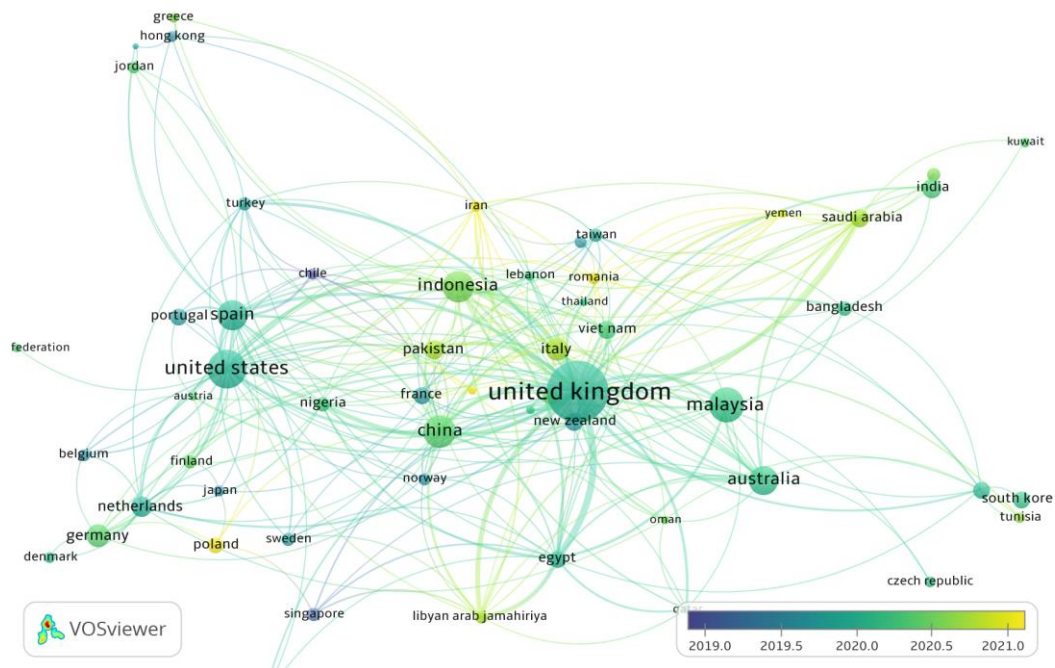 greece
hong kong
jordan
kuwait
india
turkey
iran
yemen
saudi arabia
taiwan
chile
lebanon
romania
indonesia
thailand
bangladesh
portugal
spain
viet nam
federation
pakistan
italy
united states
united kingdom
austria
nigeria
france
malaysia
china
new zealand
belgium
finland
norway
australia
japan
netherlands
south kore
tunisia
oman
germany
poland
sweden
egypt
denmark
czech republic
singapore
libyan arab jamahiriya
qatar
VOSviewer
2019.0 2019.5 2020.0 2020.5 2021.0